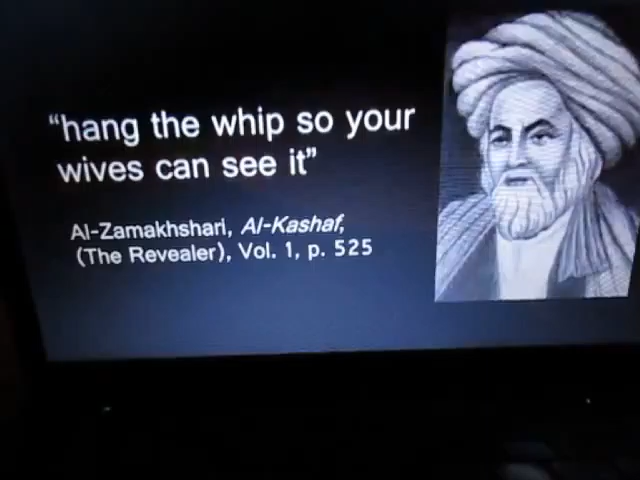 “hang the whip so your
wives can see it”
Al-Zamakhshari, Al-Kashaf,
(The Revealer), Vol. 1, p. 525